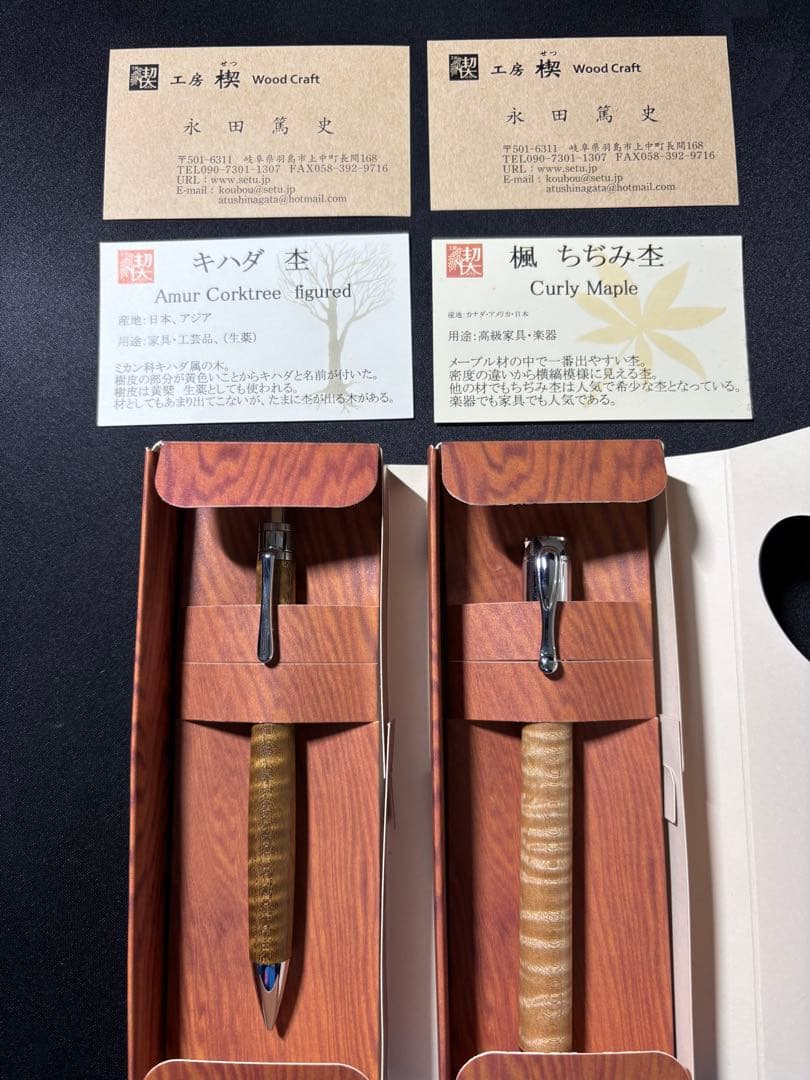 せつ
工房 楔 Wood Craft
永田篤史
〒501-6311 岐阜県羽島市上中町長間168
TEL090-7301-1307 FAX058-392-9716
URL：www.setu.jp
E-mail：koubou@setu.jp
atushinagata@hotmail.com
せつ
工房 楔 Wood Craft
永田篤史
〒501-6311 岐阜県羽島市上中町長間168
TEL090-7301-1307 FAX058-392-9716
URL：www.setu.jp
E-mail：koubou@setu.jp
atushinagata@hotmail.com
キハダ 杢
Amur Corktree figured
産地：日本、アジア
用途：家具・工芸品、（生薬）
ミカン科キハダ属の木。
樹皮の部分が黄色いことからキハダと名前が付いた。
樹皮は黄檗 生薬としても使われる。
材としてもあまり出てこないが、たまに杢が出る木がある。
楓 ちぢみ杢
Curly Maple
産地：カナダ・アメリカ・日本
用途：高級家具・楽器
メープル材の中で一番出やすい杢。
密度の違いから横縞模様に見える杢。
他の材でもちぢみ杢は人気で希少な杢となっている。
楽器でも家具でも人気である。